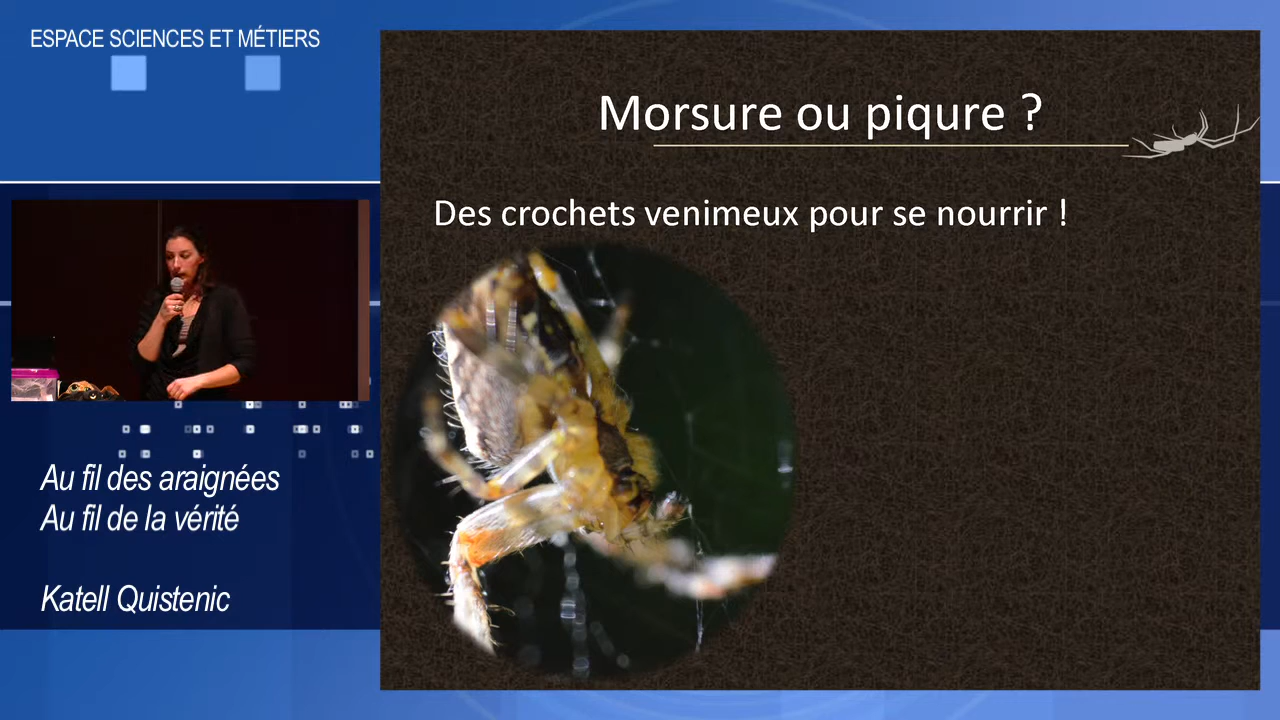 ESPACE SCIENCES ET MÉTIERS
Morsure ou piqure ?
Des crochets venimeux pour se nourrir !
Au fil des araignées
Au fil de la vérité
Katell Quistenic